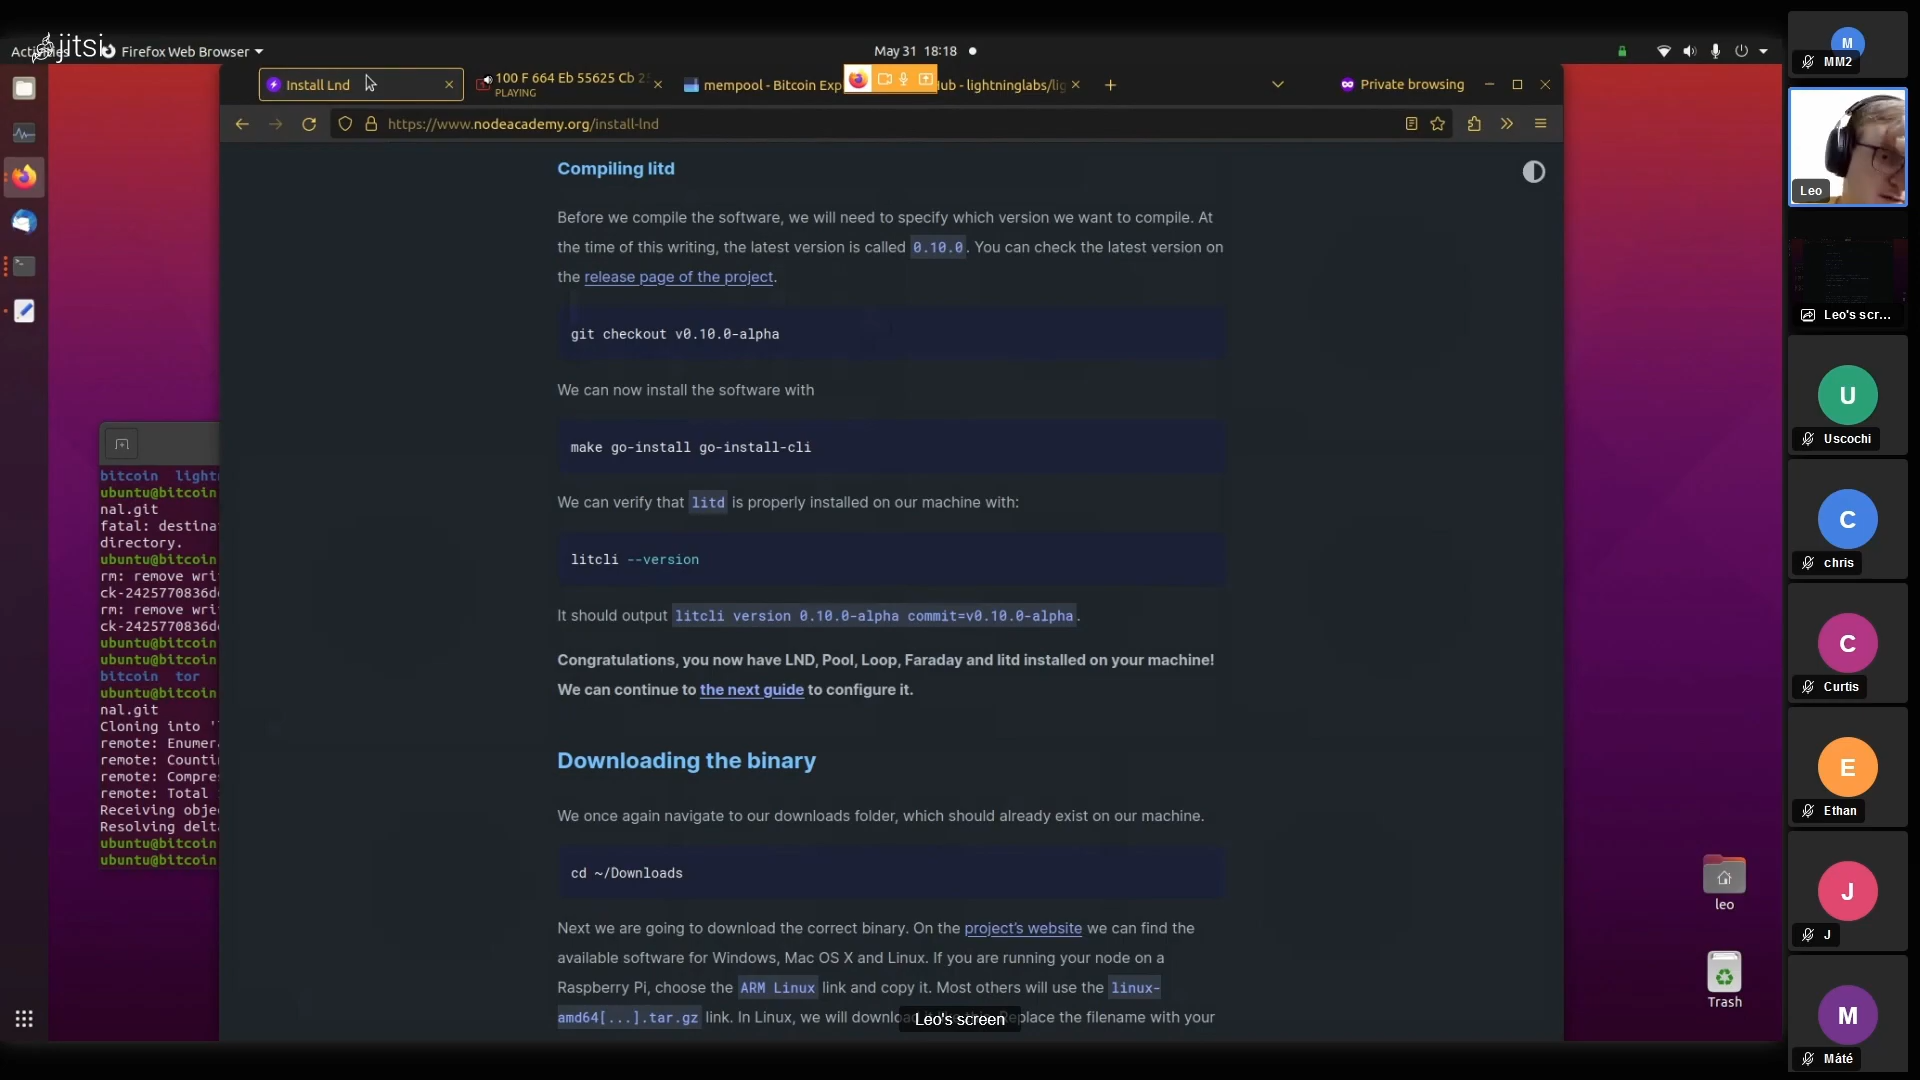 jitsi
Firefox Web Browser
May 31 18:18
Install Lnd
100 F 664 Eb 55625 Cb 2
PLAYING
mempool - Bitcoin Exp
ub - lightninglabs/lig
Private browsing
https://www.nodeacademy.org/install-lnd
Compiling litd
Before we compile the software, we will need to specify which version we want to compile. At
the time of this writing, the latest version is called 0.10.0. You can check the latest version on
the release page of the project.
git checkout v0.10.0-alpha
We can now install the software with
make go-install go-install-cli
We can verify that litd is properly installed on our machine with:
litcli --version
It should output litcli version 0.10.0-alpha commit=v0.10.0-alpha.
Congratulations, you now have LND, Pool, Loop, Faraday and litd installed on your machine!
We can continue to the next guide to configure it.
Downloading the binary
We once again navigate to our downloads folder, which should already exist on our machine.
cd ~/Downloads
Next we are going to download the correct binary. On the project's website we can find the
available software for Windows, Mac OS X and Linux. If you are running your node on a
Raspberry Pi, choose the ARM Linux link and copy it. Most others will use the linux-
amd64[...].tar.gz link. In Linux, we will downloa place the filename with your
Leo's screen
bitcoin light
ubuntu@bitcoin
nal.git
fatal: destina
directory.
ubuntu@bitcoin
rm: remove wri
ck-2425770836d
rm: remove wri
ck-2425770836d
ubuntu@bitcoin
ubuntu@bitcoin
bitcoin tor
ubuntu@bitcoin
nal.git
Cloning into '
remote: Enumer
remote: Counti
remote: Compre
remote: Total
Receiving obje
Resolving delt
ubuntu@bitcoin
ubuntu@bitcoin
leo
Trash
M
MM2
Leo
Leo's scr...
U
Uscochi
C
chris
C
Curtis
E
Ethan
J
J
M
Máté